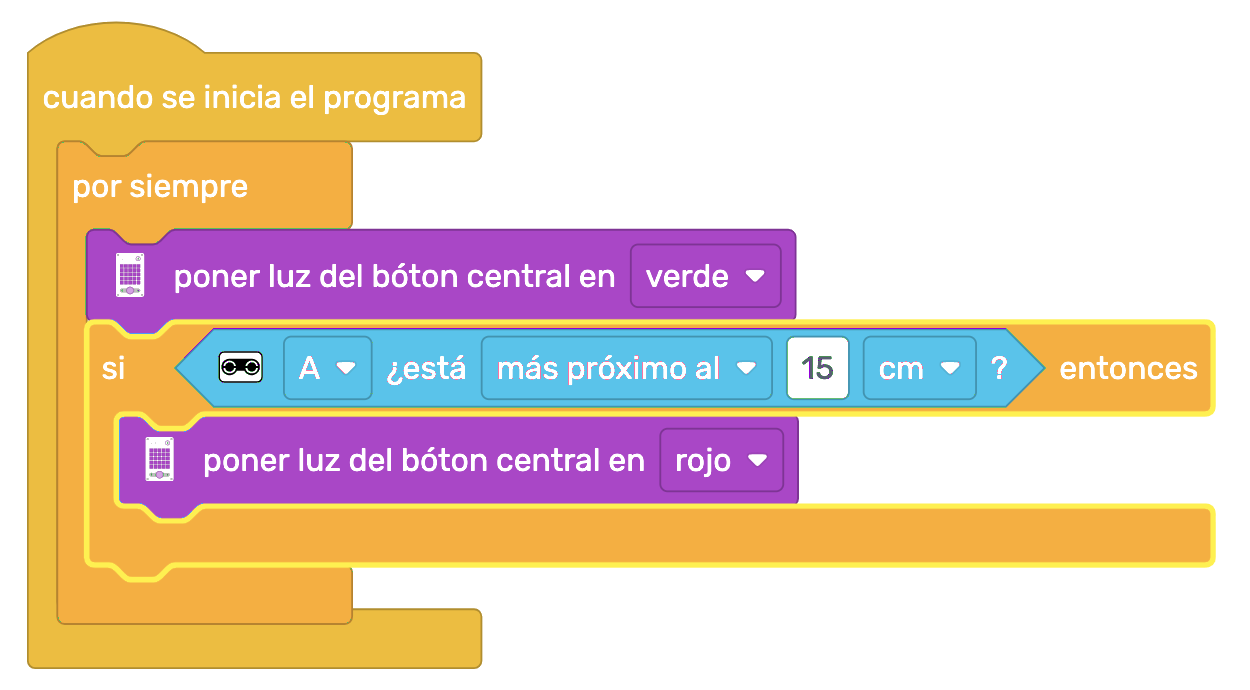 cuando se inicia el programa
por siempre
poner luz del bóton central en verde
si A ¿está más próximo al 15 cm ? entonces
poner luz del bóton central en rojo